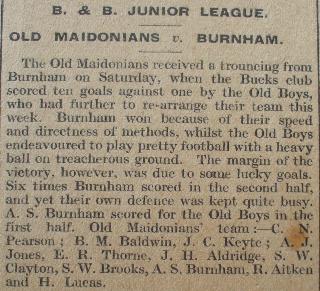 B. & B. JUNIOR LEAGUE.
OLD MAIDONIANS v. BURNHAM.
The Old Maidonians received a trouncing from
Burnham on Saturday, when the Bucks club
scored ten goals against one by the Old Boys,
who had further to re-arrange their team this
week. Burnham won because of their speed
and directness of methods, whilst the Old Boys
endeavoured to play pretty football with a heavy
ball on treacherous ground. The margin of the
victory, however, was due to some lucky goals.
Six times Burnham scored in the second half,
and yet their own defence was kept quite busy.
A. S. Burnham scored for the Old Boys in the
first half. Old Maidonians' team :—C. N.
Pearson ; B. M. Baldwin, J. C. Keyte ; A. J.
Jones, E. R. Thorne, J. H. Aldridge, S. W.
Clayton, S. W. Brooks, A. S. Burnham, R. Aitken
and H. Lucas.